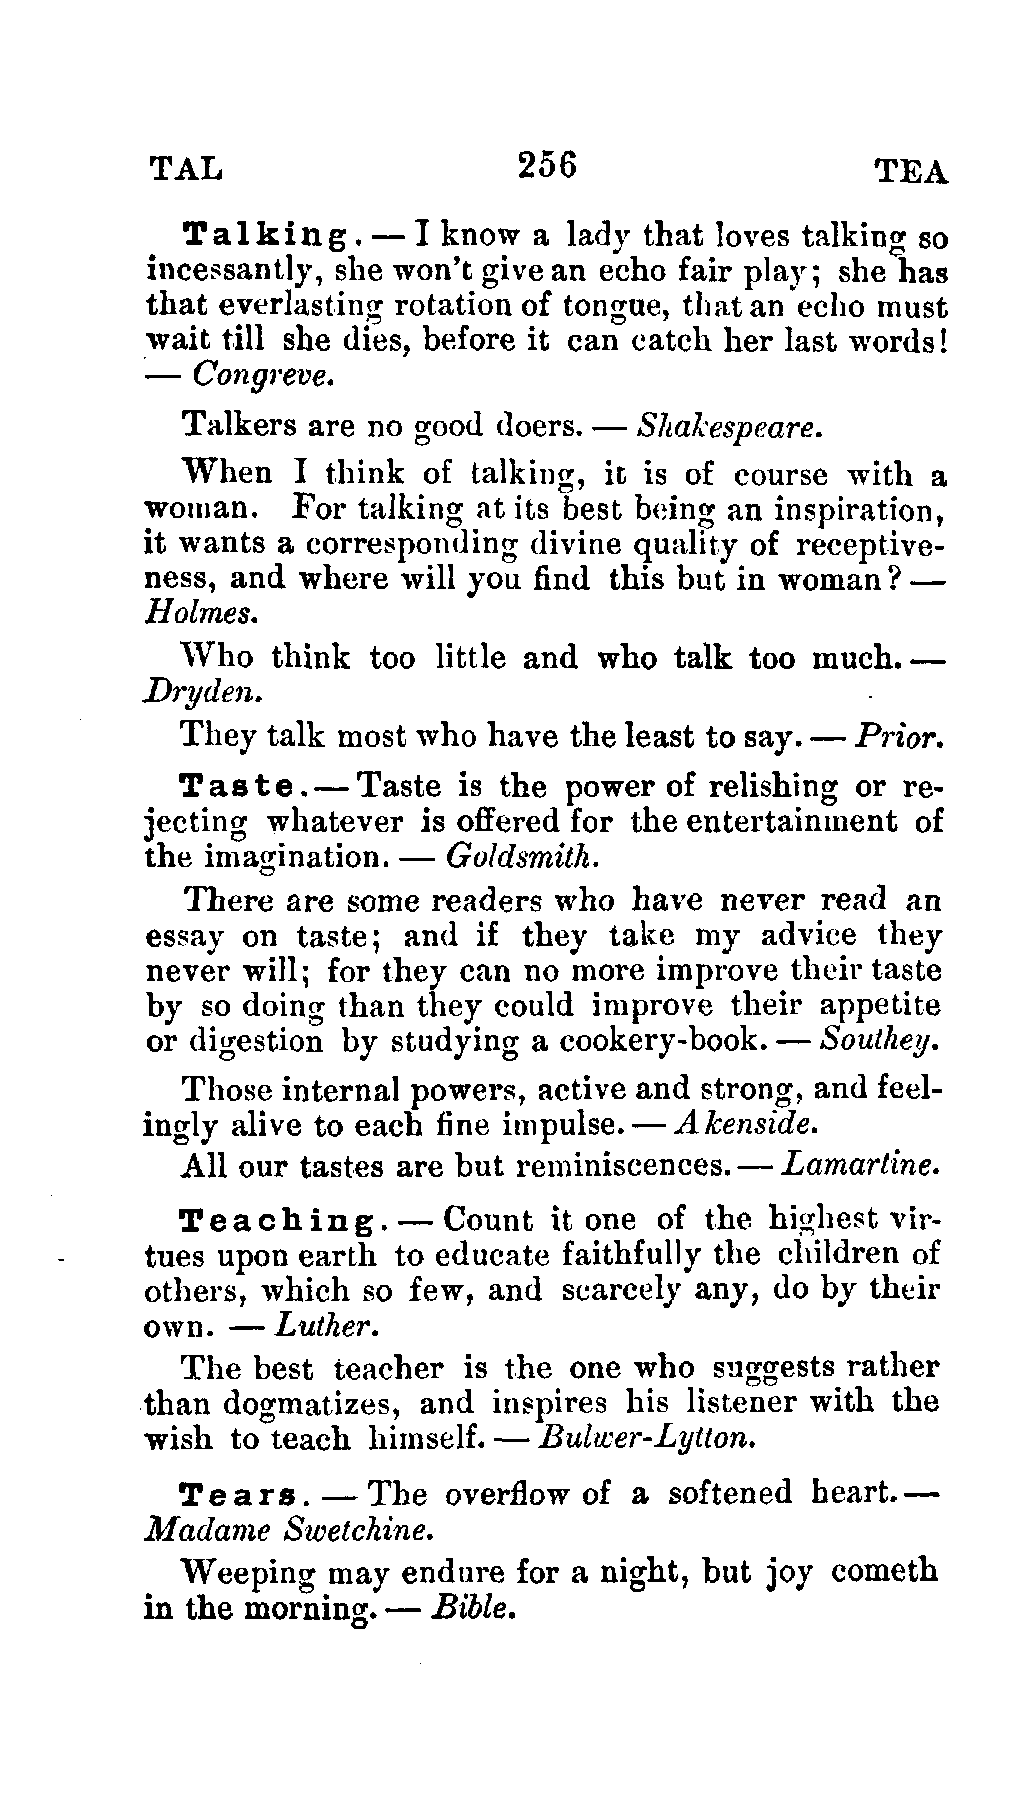 TAL 256 TEA
Talking. — I know a lady that loves talking so
incessantly, she won't give an echo fair play; she has
that everlasting rotation of tongue, that an echo must
wait till she dies, before it can catch her last words!
— Congreve.
Talkers are no good doers. — Shakespeare.
When I think of talking, it is of course with a
woman. For talking at its best being an inspiration,
it wants a corresponding divine quality of receptive-
ness, and where will you find this but in woman? —
Holmes.
Who think too little and who talk too much. —
Dryden.
They talk most who have the least to say. — Prior.
Taste. — Taste is the power of relishing or re-
jecting whatever is offered for the entertainment of
the imagination. — Goldsmith.
There are some readers who have never read an
essay on taste; and if they take my advice they
never will; for they can no more improve their taste
by so doing than they could improve their appetite
or digestion by studying a cookery-book. — Southey.
Those internal powers, active and strong, and feel-
ingly alive to each fine impulse. — Akenside.
All our tastes are but reminiscences. — Lamartine.
Teaching. — Count it one of the highest vir-
tues upon earth to educate faithfully the children of
others, which so few, and scarcely any, do by their
own. — Luther.
The best teacher is the one who suggests rather
than dogmatizes, and inspires his listener with the
wish to teach himself. — Bulwer-Lytton.
Tears. — The overflow of a softened heart. —
Madame Swetchine.
Weeping may endure for a night, but joy cometh
in the morning. — Bible.